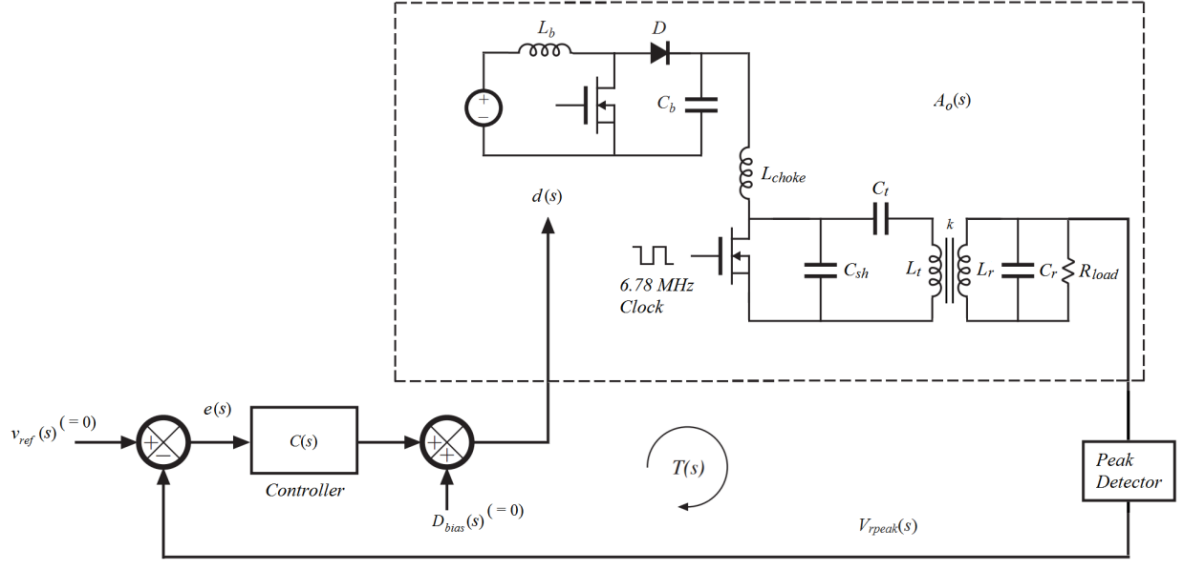 L_b
D
C_b
A_o(s)
L_choke
d(s)
C_t
k
6.78 MHz
Clock
C_sh
L_t
L_r
C_r
R_load
v_ref(s) (=0)
e(s)
C(s)
Controller
D_bias(s) (=0)
T(s)
Peak
Detector
V_rpeak(s)